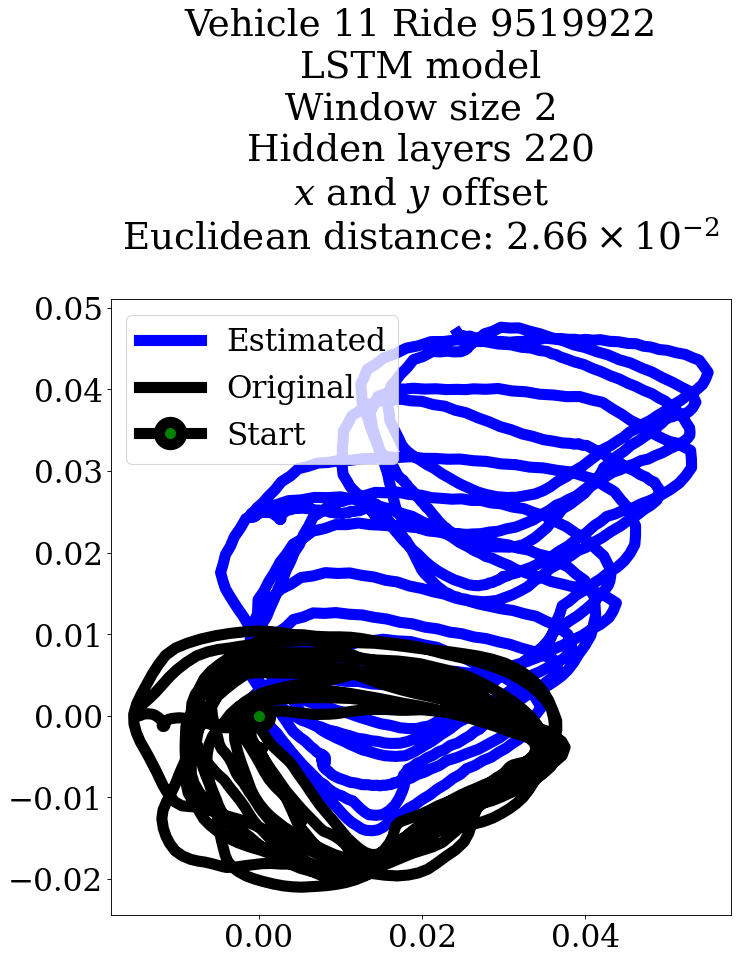 Vehicle 11 Ride 9519922
LSTM model
Window size 2
Hidden layers 220
x and y offset
Euclidean distance: 2.66 × 10⁻²
Estimated
Original
Start
0.05
0.04
0.03
0.02
0.01
0.00
−0.01
−0.02
0.00 0.02 0.04